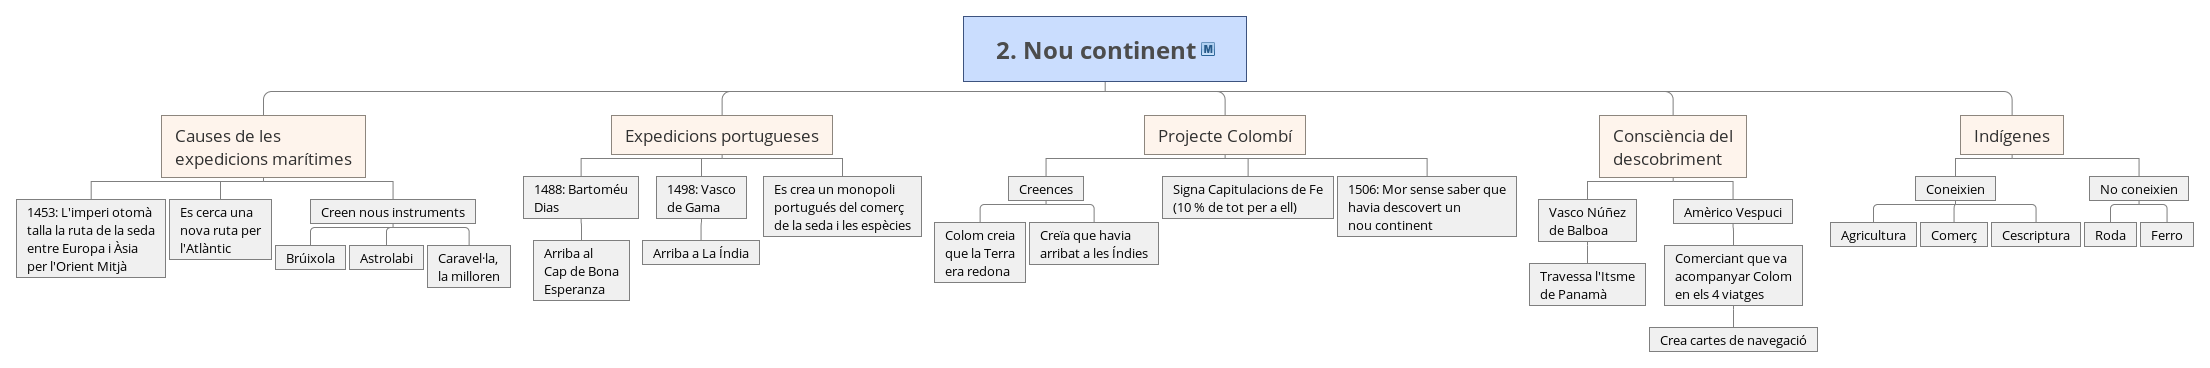 2. Nou continent M
Causes de les
expedicions marítimes
1453: L'imperi otomà
talla la ruta de la seda
entre Europa i Àsia
per l'Orient Mitjà
Es cerca una
nova ruta per
l'Atlàntic
Creen nous instruments
Brúixola
Astrolabi
Caravel·la,
la milloren
Expedicions portugueses
1488: Bartoméu
Dias
Arriba al
Cap de Bona
Esperanza
1498: Vasco
de Gama
Arriba a La Índia
Es crea un monopoli
portugués del comerç
de la seda i les espècies
Projecte Colombí
Creences
Colom creia
que la Terra
era redona
Creïa que havia
arribat a les Índies
Signa Capitulacions de Fe
(10 % de tot per a ell)
1506: Mor sense saber que
havia descovert un
nou continent
Consciència del
descobriment
Vasco Núñez
de Balboa
Travessa l'Itsme
de Panamà
Amèrico Vespuci
Comerciant que va
acompanyar Colom
en els 4 viatges
Crea cartes de navegació
Indígenes
Coneixien
Agricultura
Comerç
Cescriptura
No coneixien
Roda
Ferro